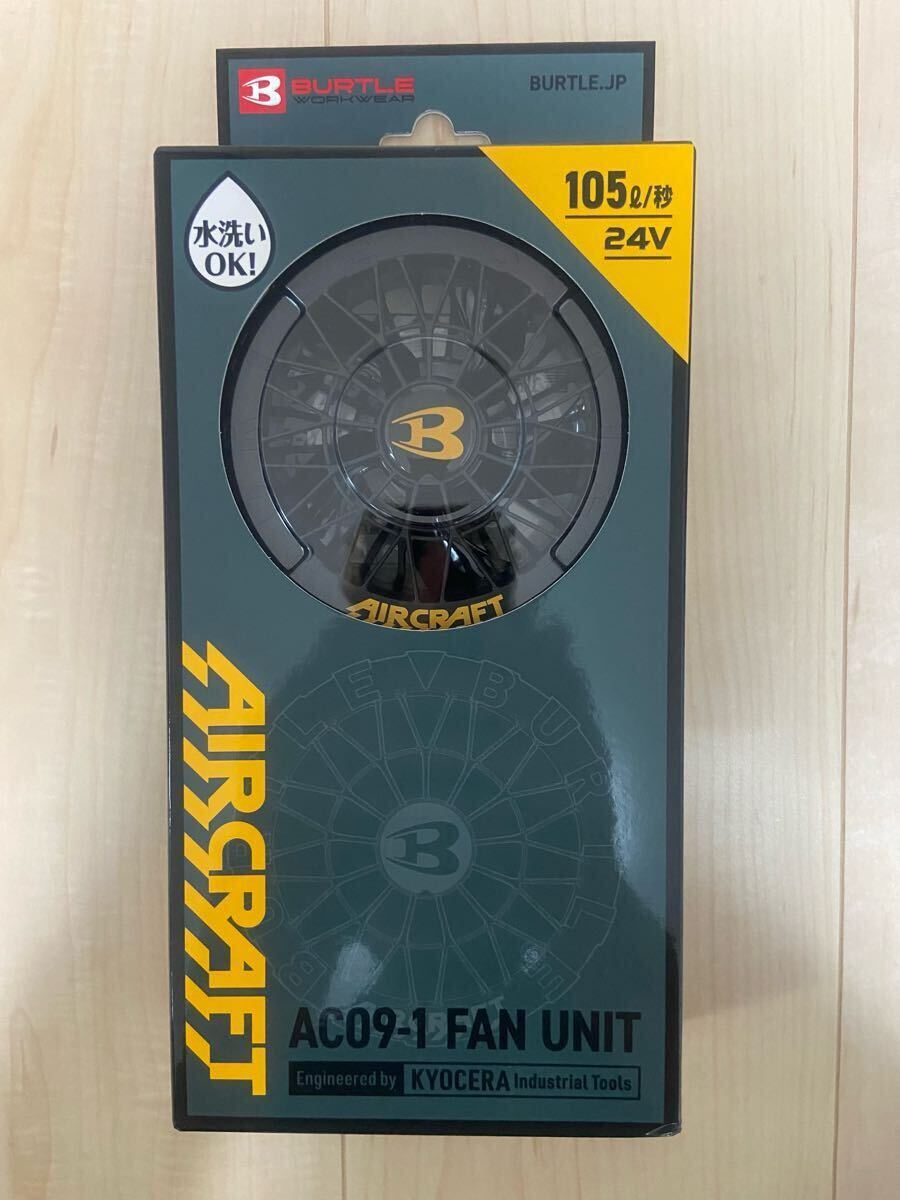 BURTLE
WORKWEAR
BURTLE.JP
水洗い
OK!
105ℓ/秒
24V
B
AIRCRAFT
AIRCRAFT
BURTLE
B
AC09-1 FAN UNIT
Engineered by KYOCERA Industrial Tools